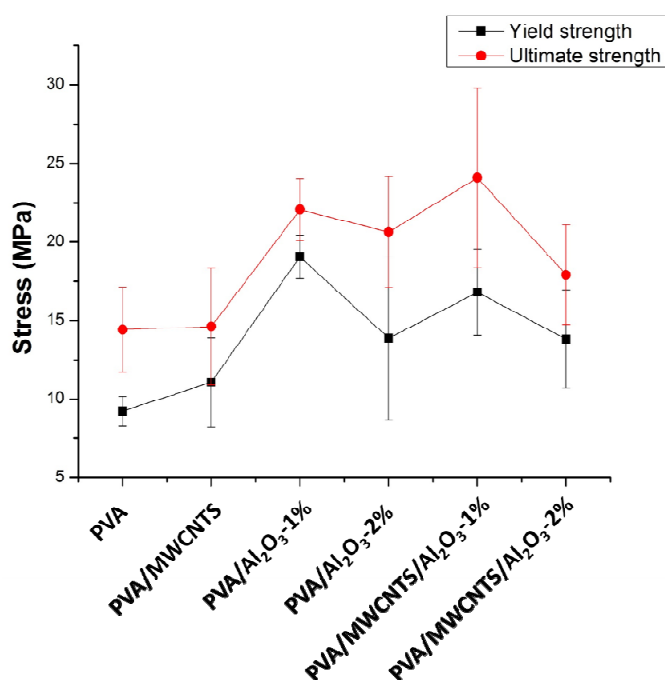 Yield strength
Ultimate strength
30
25
20
15
10
5
Stress (MPa)
PVA
PVA/MWCNTS
PVA/Al₂O₃-1%
PVA/Al₂O₃-2%
PVA/MWCNTS/Al₂O₃-1%
PVA/MWCNTS/Al₂O₃-2%